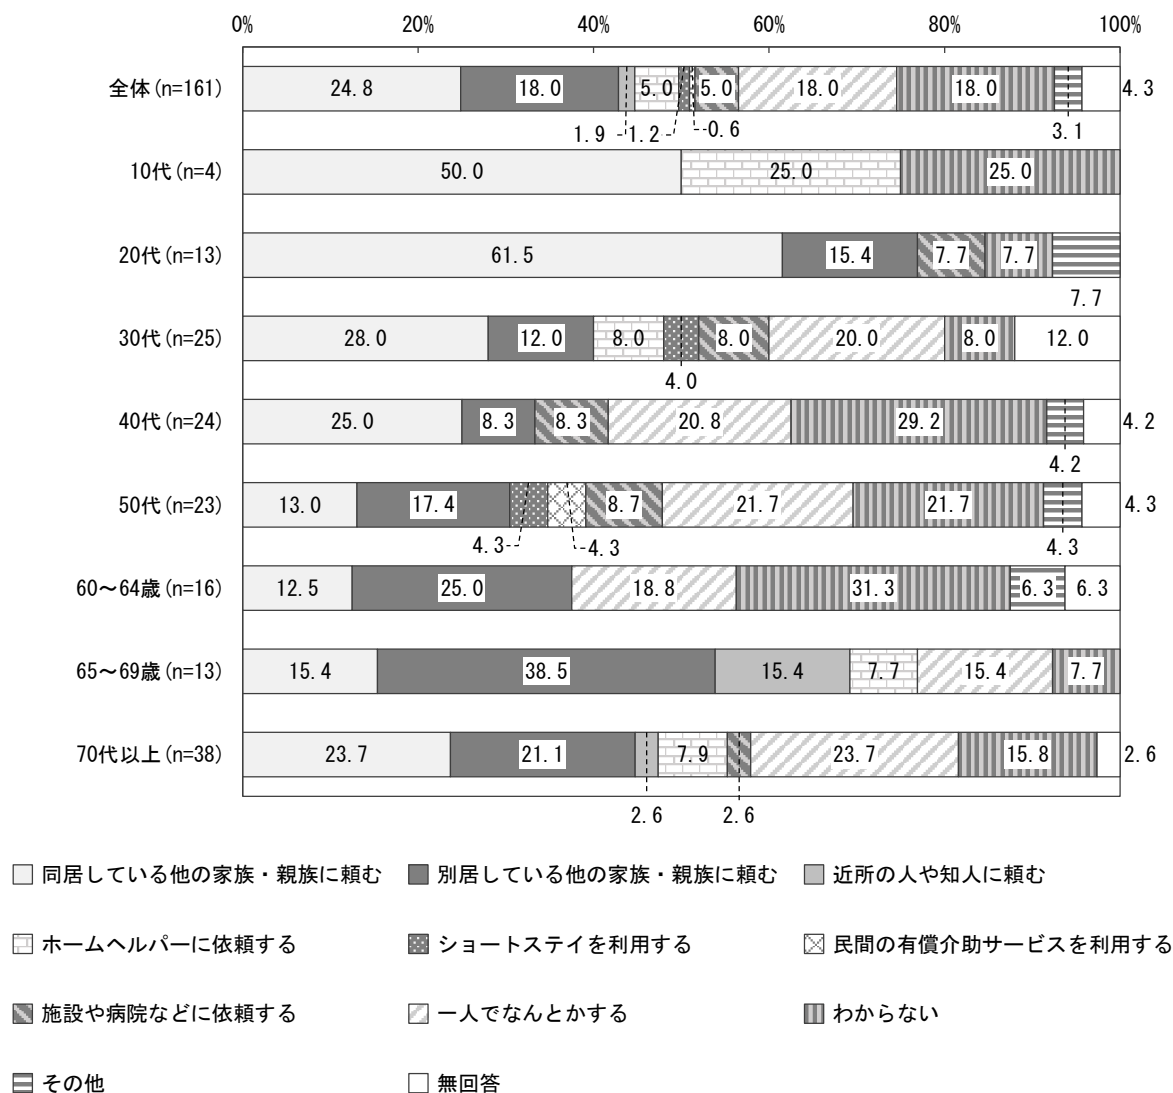 0% 20% 40% 60% 80% 100%
全体(n=161) 24.8 18.0 5.0 5.0 18.0 18.0 4.3
1.9 1.2 0.6 3.1
10代(n=4) 50.0 25.0 25.0
20代(n=13) 61.5 15.4 7.7 7.7
7.7
30代(n=25) 28.0 12.0 8.0 8.0 20.0 8.0 12.0
4.0
40代(n=24) 25.0 8.3 8.3 20.8 29.2 4.2
4.2
50代(n=23) 13.0 17.4 8.7 21.7 21.7 4.3
4.3 4.3 4.3
60～64歳(n=16) 12.5 25.0 18.8 31.3 6.3 6.3
65～69歳(n=13) 15.4 38.5 15.4 7.7 15.4 7.7
70代以上(n=38) 23.7 21.1 7.9 23.7 15.8 2.6
2.6 2.6
同居している他の家族・親族に頼む 別居している他の家族・親族に頼む 近所の人や知人に頼む
ホームヘルパーに依頼する ショートステイを利用する 民間の有償介助サービスを利用する
施設や病院などに依頼する 一人でなんとかする わからない
その他 無回答